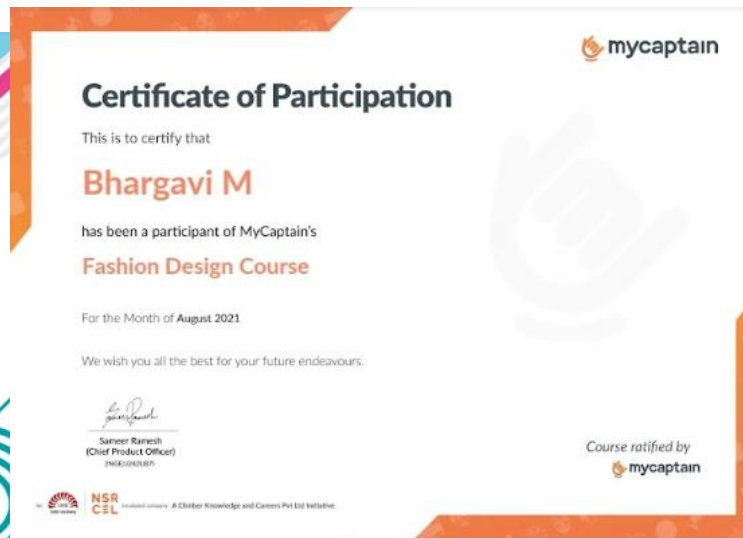 mycaptain
Certificate of Participation
This is to certify that
Bhargavi M
has been a participant of MyCaptain's
Fashion Design Course
For the Month of August 2021
We wish you all the best for your future endeavours.
Sameer Ramesh
(Chief Product Officer)
Course ratified by
mycaptain
NSR
CEL
A Climber Knowledge and Careers Pvt Ltd Initiative